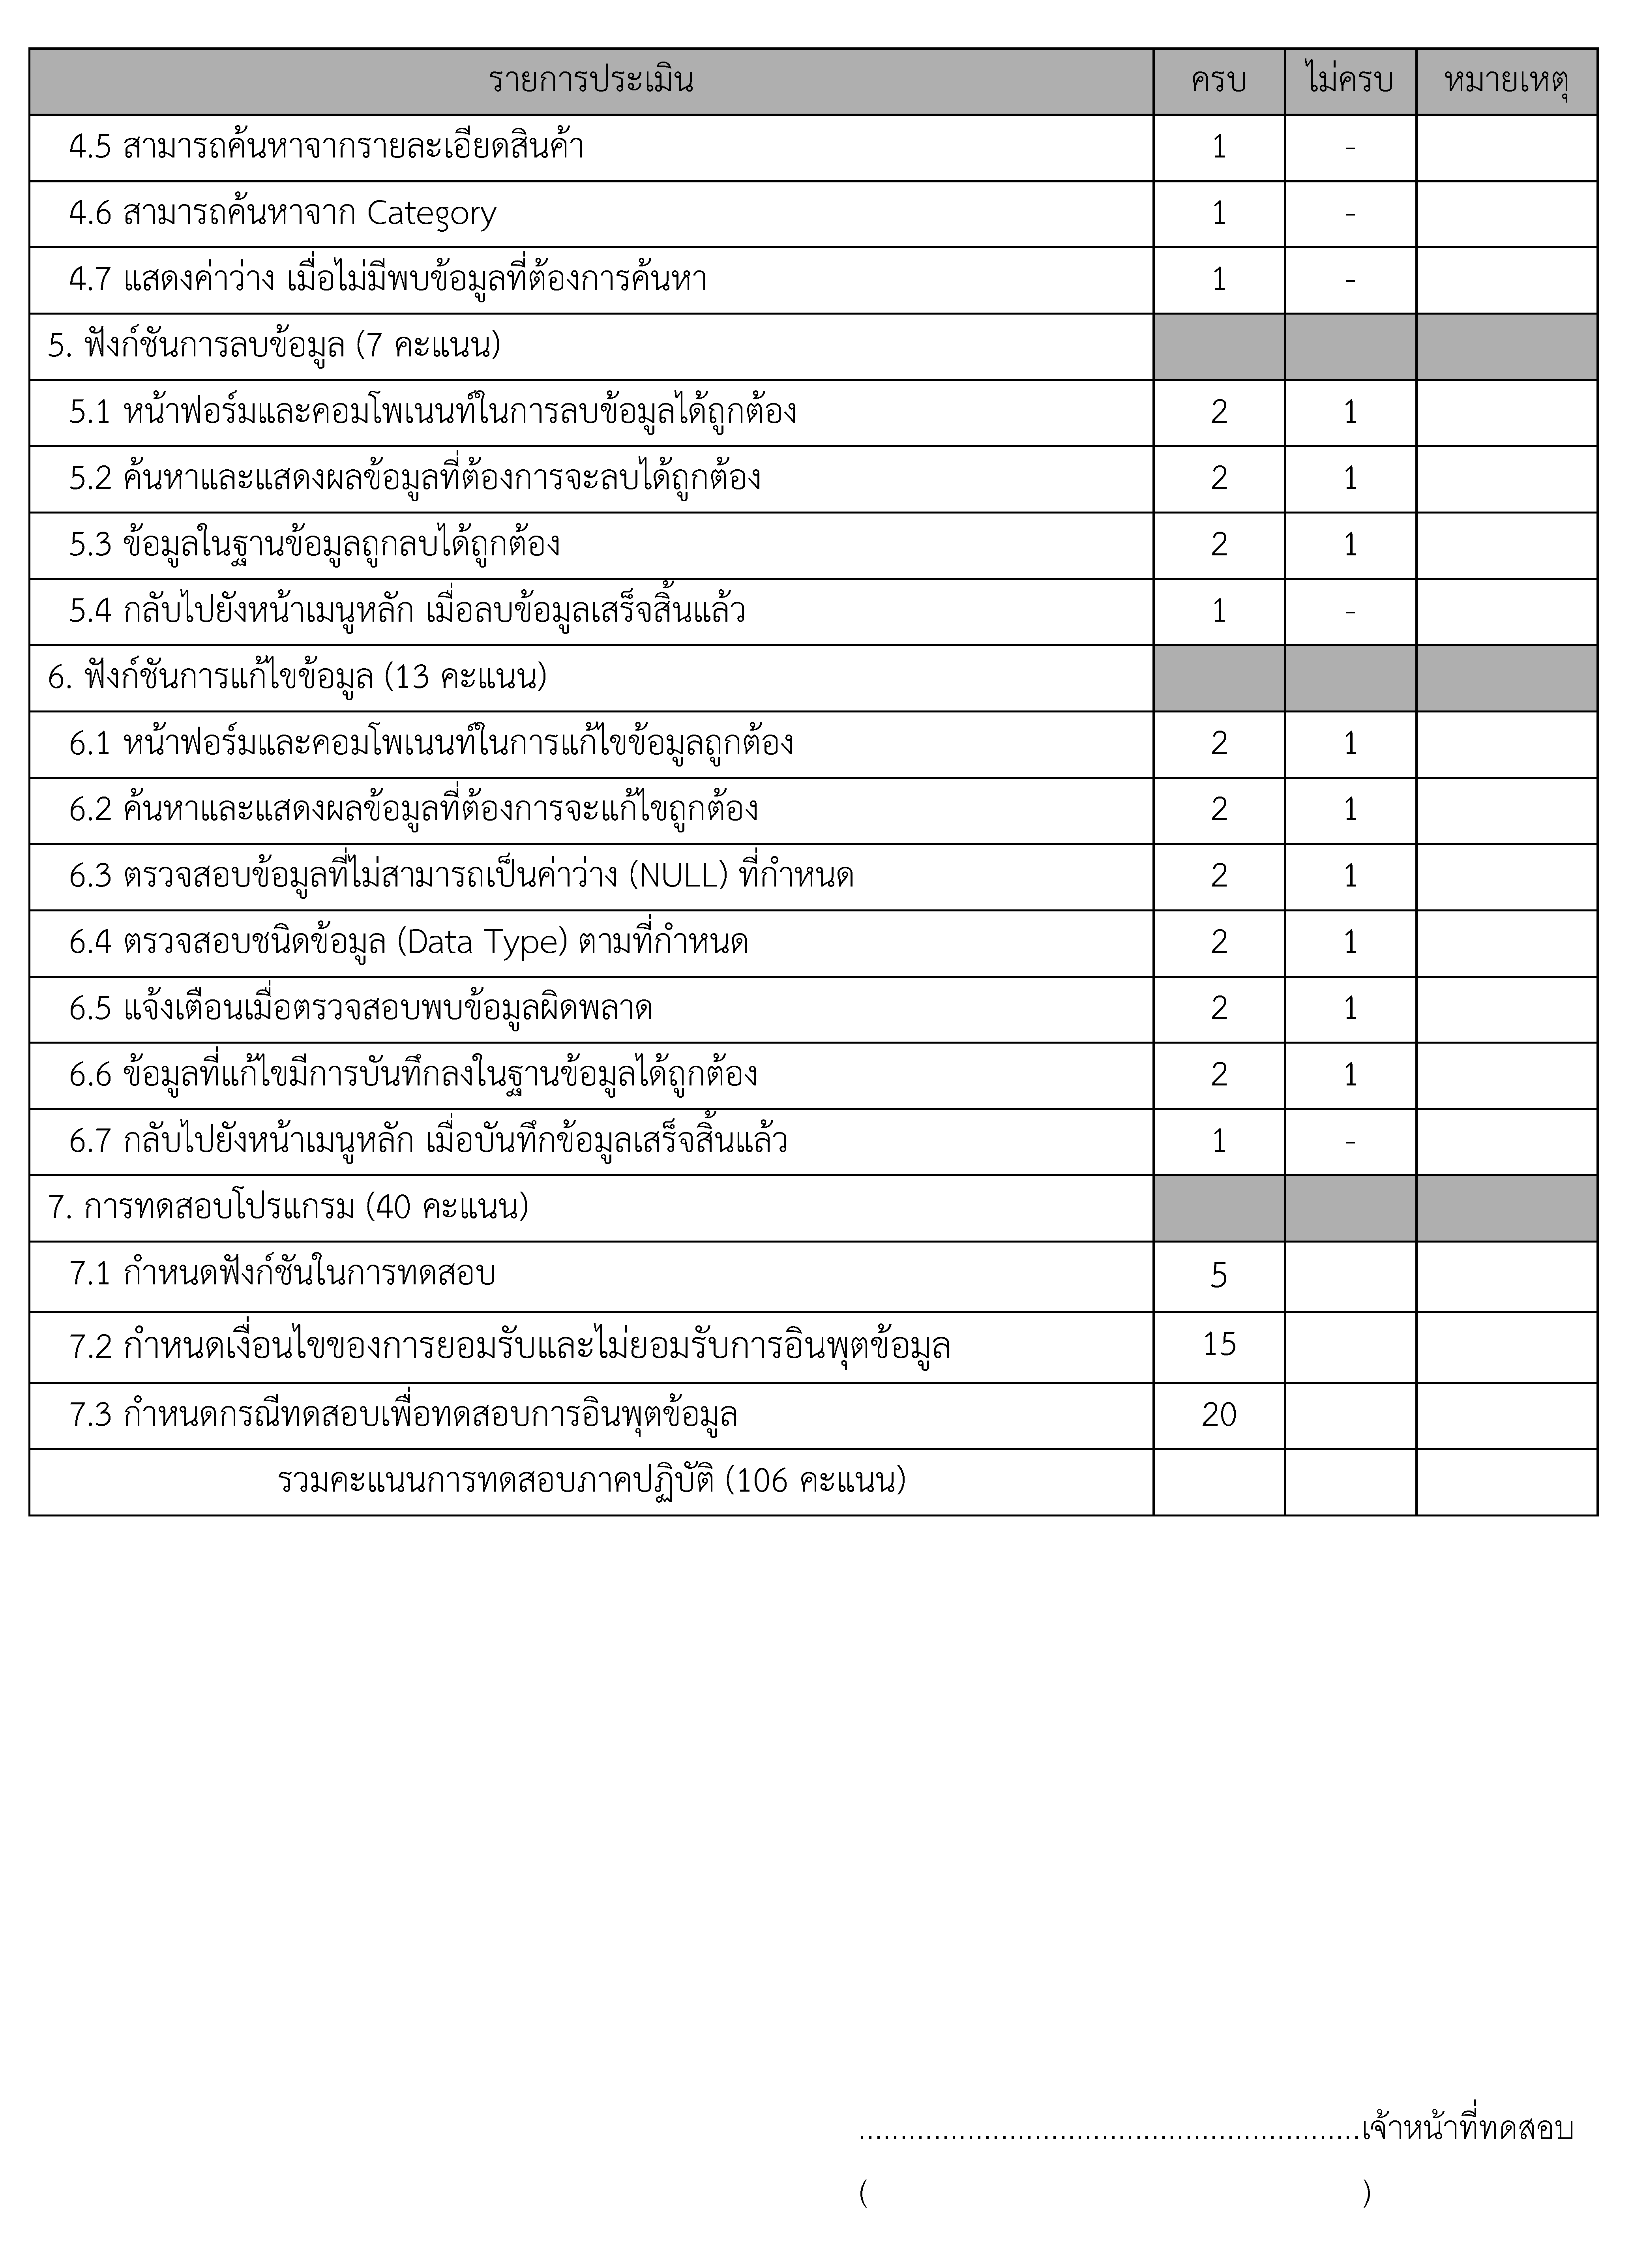 รายการประเมิน ครบ ไม่ครบ หมายเหตุ
4.5 สามารถค้นหาจากรายละเอียดสินค้า 1 -
4.6 สามารถค้นหาจาก Category 1 -
4.7 แสดงค่าว่าง เมื่อไม่มีพบข้อมูลที่ต้องการค้นหา 1 -
5. ฟังก์ชันการลบข้อมูล (7 คะแนน)
5.1 หน้าฟอร์มและคอมโพเนนท์ในการลบข้อมูลได้ถูกต้อง 2 1
5.2 ค้นหาและแสดงผลข้อมูลที่ต้องการจะลบได้ถูกต้อง 2 1
5.3 ข้อมูลในฐานข้อมูลถูกลบได้ถูกต้อง 2 1
5.4 กลับไปยังหน้าเมนูหลัก เมื่อลบข้อมูลเสร็จสิ้นแล้ว 1 -
6. ฟังก์ชันการแก้ไขข้อมูล (13 คะแนน)
6.1 หน้าฟอร์มและคอมโพเนนท์ในการแก้ไขข้อมูลถูกต้อง 2 1
6.2 ค้นหาและแสดงผลข้อมูลที่ต้องการจะแก้ไขถูกต้อง 2 1
6.3 ตรวจสอบข้อมูลที่ไม่สามารถเป็นค่าว่าง (NULL) ที่กำหนด 2 1
6.4 ตรวจสอบชนิดข้อมูล (Data Type) ตามที่กำหนด 2 1
6.5 แจ้งเตือนเมื่อตรวจสอบพบข้อมูลผิดพลาด 2 1
6.6 ข้อมูลที่แก้ไขมีการบันทึกลงในฐานข้อมูลได้ถูกต้อง 2 1
6.7 กลับไปยังหน้าเมนูหลัก เมื่อบันทึกข้อมูลเสร็จสิ้นแล้ว 1 -
7. การทดสอบโปรแกรม (40 คะแนน)
7.1 กำหนดฟังก์ชันในการทดสอบ 5
7.2 กำหนดเงื่อนไขของการยอมรับและไม่ยอมรับการอินพุตข้อมูล 15
7.3 กำหนดกรณีทดสอบเพื่อทดสอบการอินพุตข้อมูล 20
รวมคะแนนการทดสอบภาคปฏิบัติ (106 คะแนน)
............................................................เจ้าหน้าที่ทดสอบ
( )